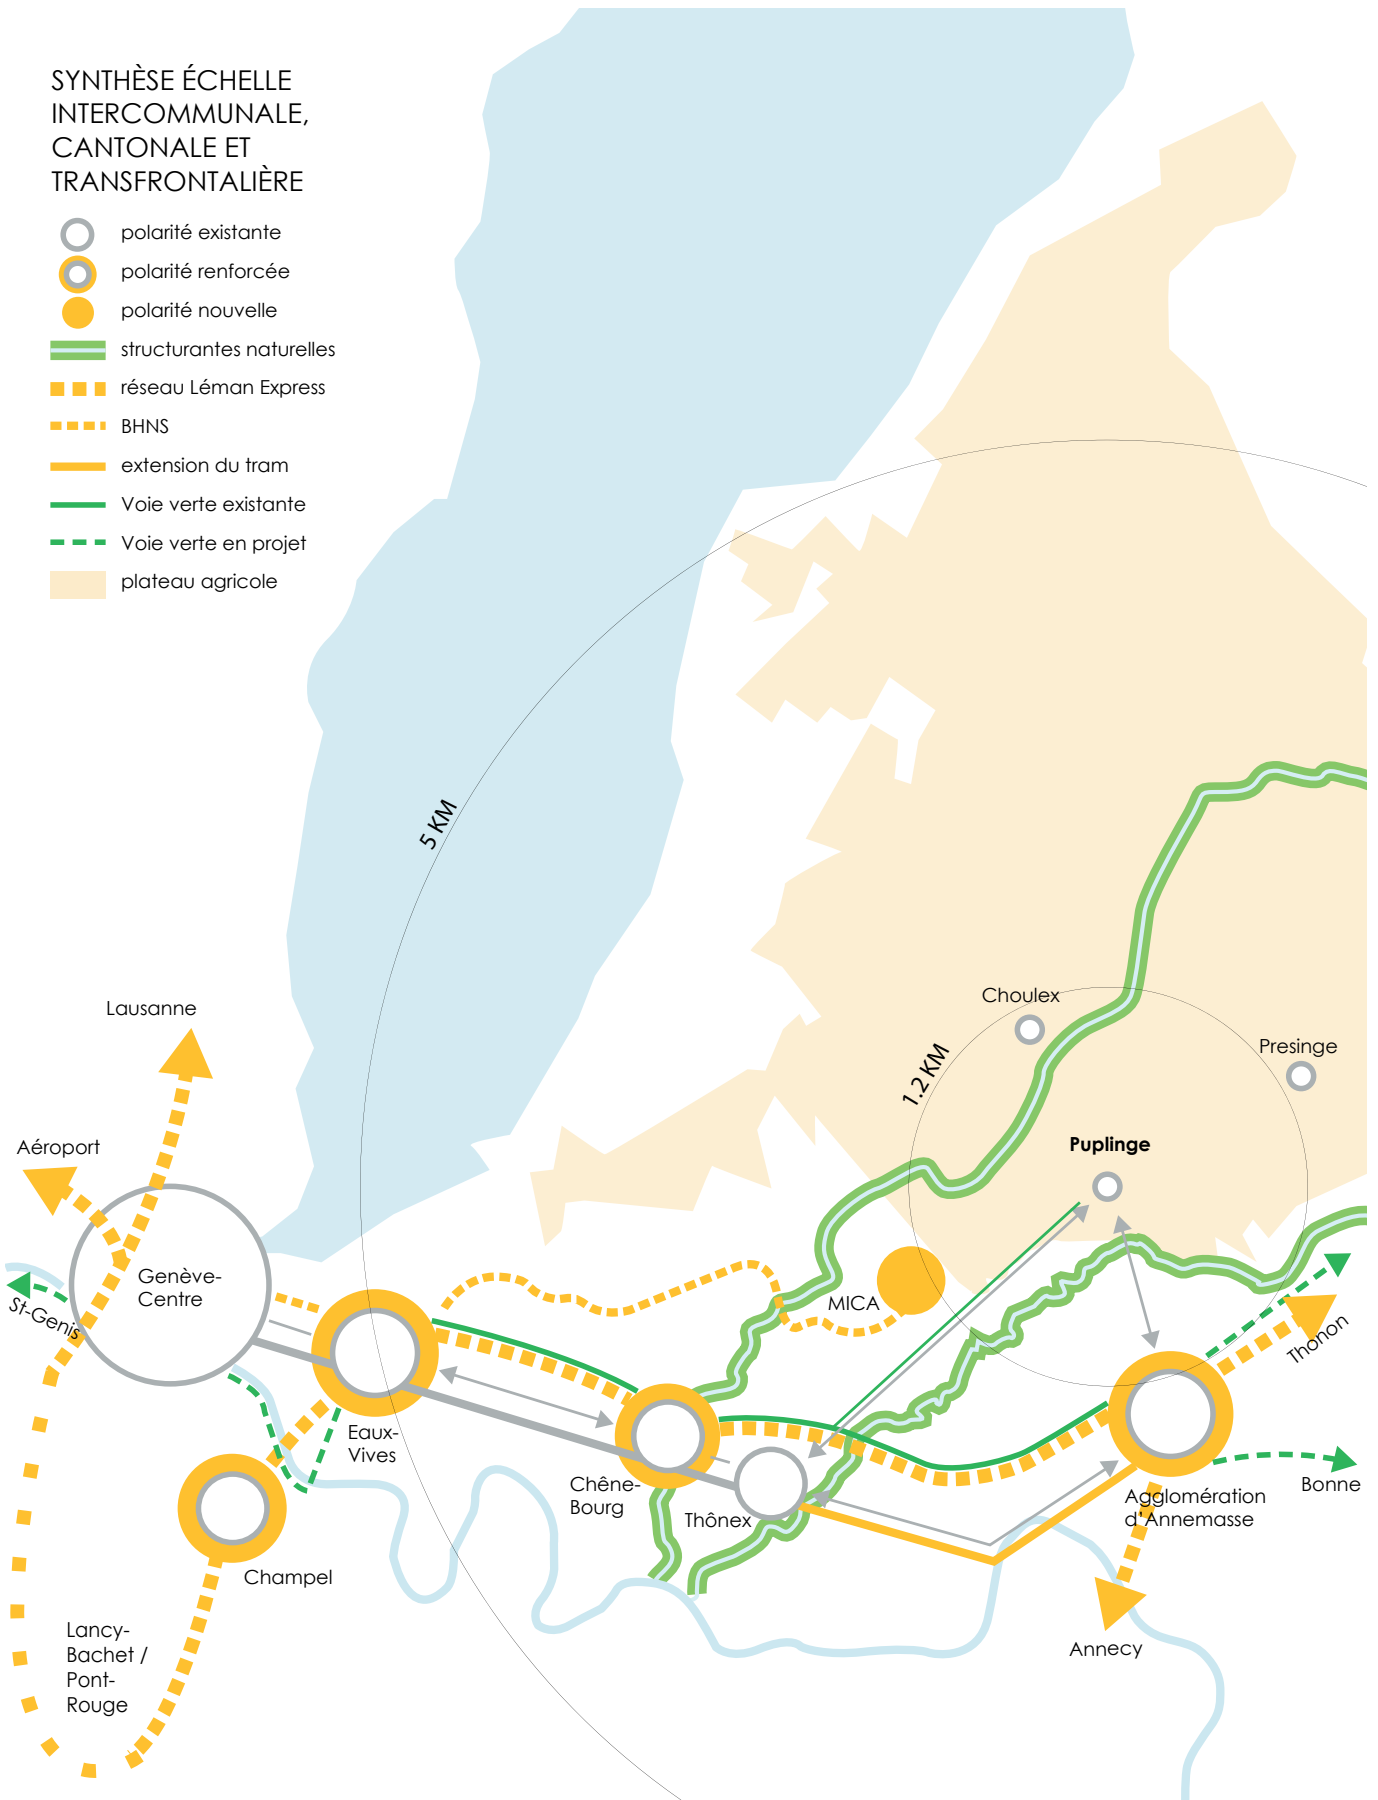 SYNTHÈSE ÉCHELLE
INTERCOMMUNALE,
CANTONALE ET
TRANSFRONTALIÈRE
polarité existante
polarité renforcée
polarité nouvelle
structurantes naturelles
réseau Léman Express
BHNS
extension du tram
Voie verte existante
Voie verte en projet
plateau agricole
5 KM
Lausanne
Choulex
Presinge
1.2 KM
Aéroport
Puplinge
Genève-
Centre
St-Genis
MICA
Thonon
Eaux-
Vives
Chêne-
Bourg
Thônex
Bonne
Agglomération
d'Annemasse
Champel
Lancy-
Bachet /
Pont-
Rouge
Annecy